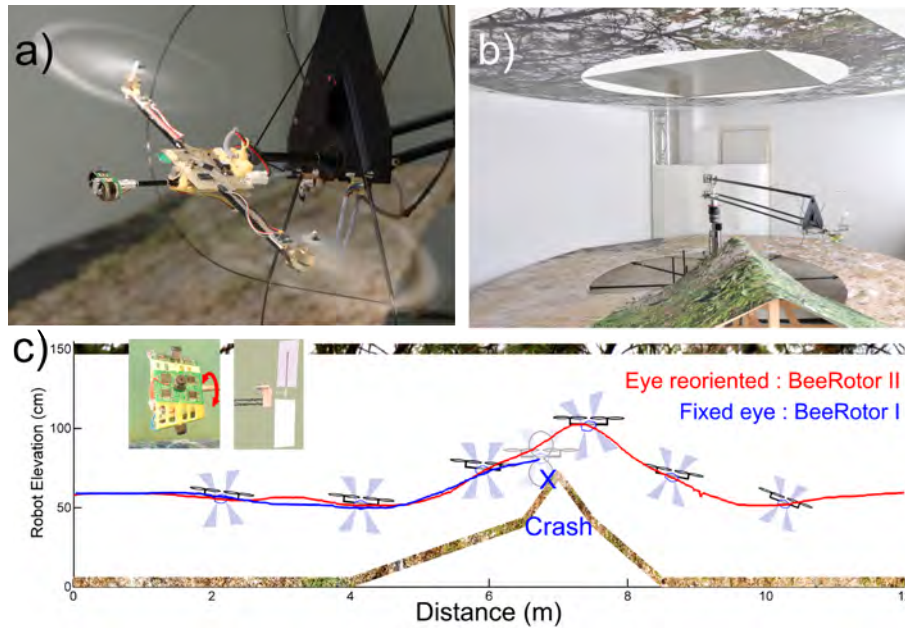 a)
b)
c)
150
Eye reoriented : BeeRotor II
Fixed eye : BeeRotor I
100
50
0
Robot Elevation (cm)
X
Crash
0 2 4 6 8 10 12
Distance (m)